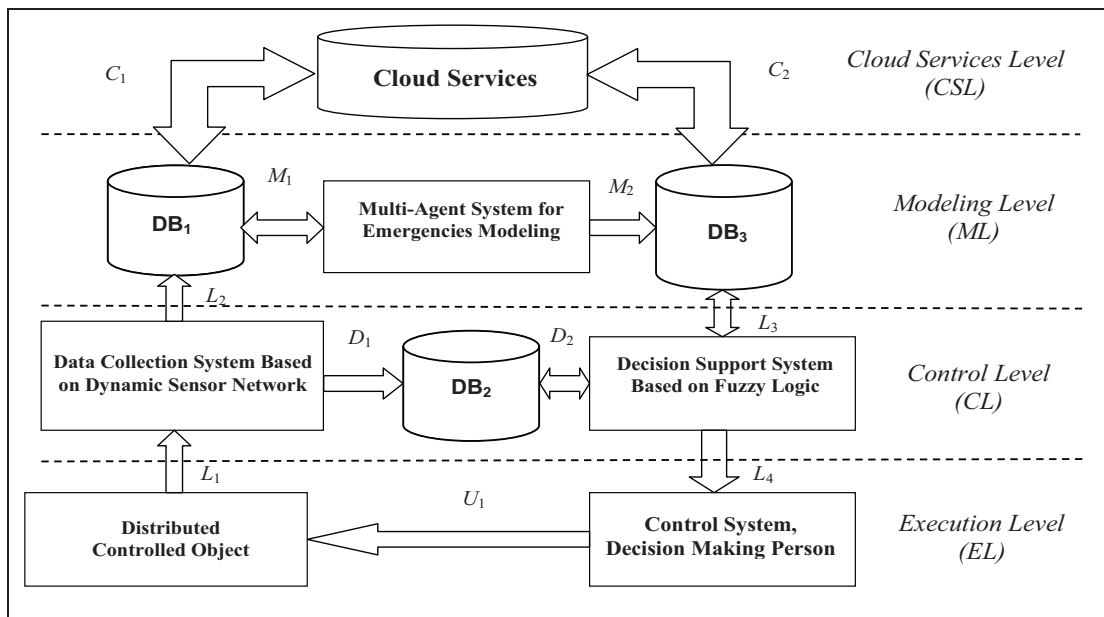 C1
Cloud Services
C2
Cloud Services Level
(CSL)
DB1
M1
Multi-Agent System for
Emergencies Modeling
M2
DB3
Modeling Level
(ML)
L2
L3
Data Collection System Based
on Dynamic Sensor Network
D1
DB2
D2
Decision Support System
Based on Fuzzy Logic
Control Level
(CL)
L1
L4
Distributed
Controlled Object
U1
Control System,
Decision Making Person
Execution Level
(EL)